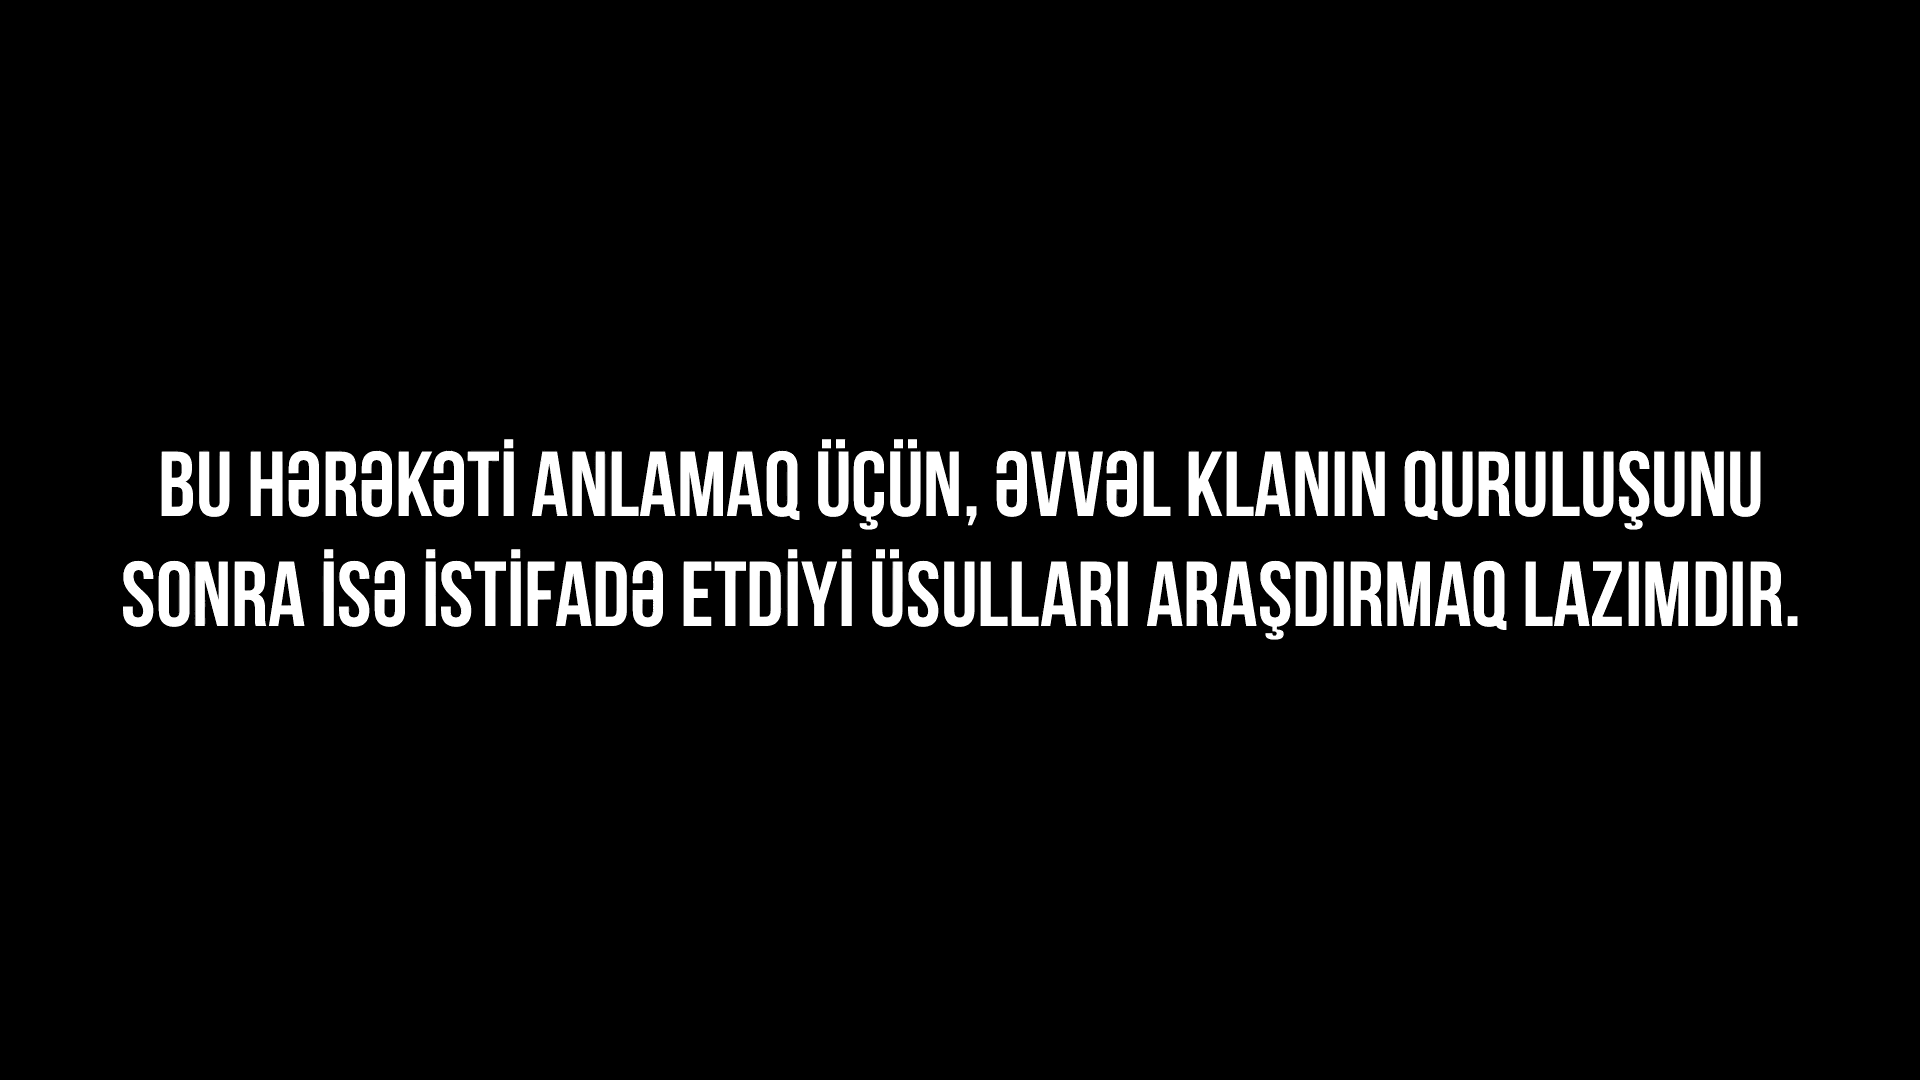 BU HƏRƏKƏTİ ANLAMAQ ÜÇÜN, ƏVVƏL KLANIN QURULUŞUNU
SONRA İSƏ İSTİFADƏ ETDİYİ ÜSULLARI ARAŞDIRMAQ LAZIMDIR.